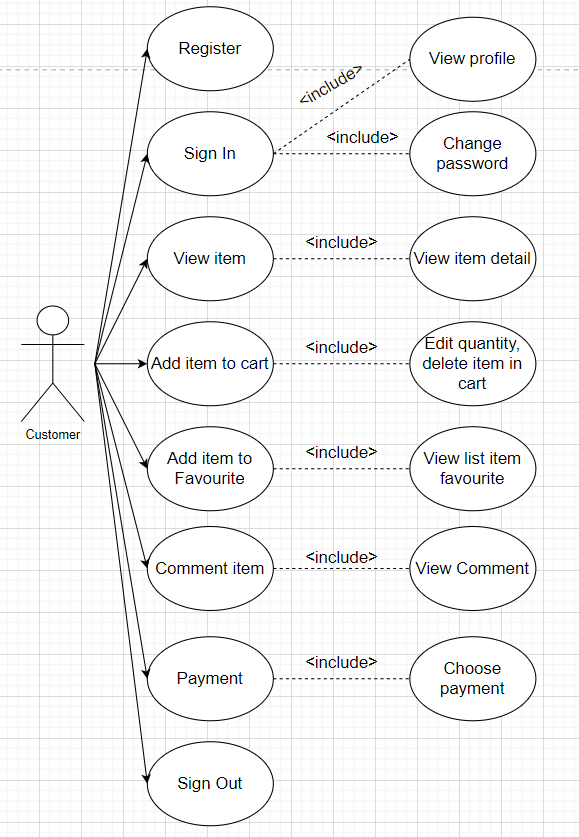 Register
View profile
<include>
Sign In
<include>
Change
password
View item
<include>
View item detail
Add item to cart
<include>
Edit quantity,
delete item in
cart
Customer
Add item to
Favourite
<include>
View list item
favourite
Comment item
<include>
View Comment
Payment
<include>
Choose
payment
Sign Out